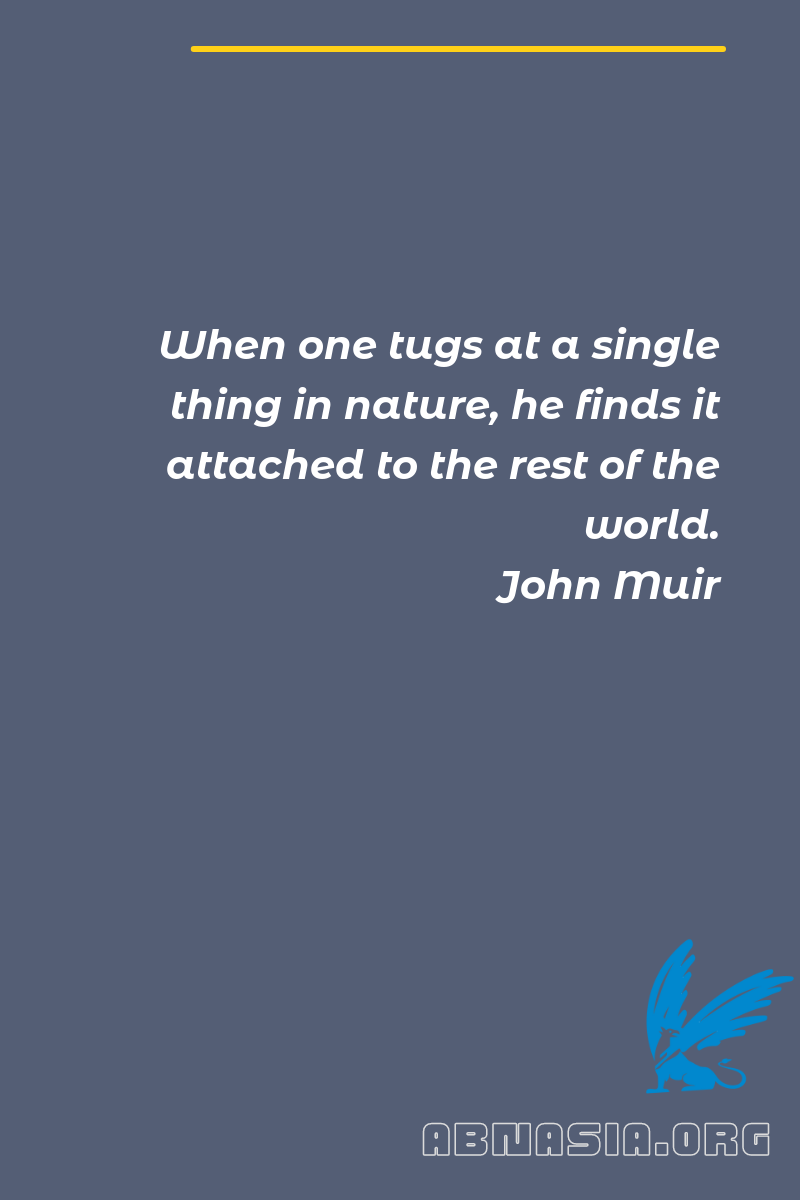 When one tugs at a single
thing in nature, he finds it
attached to the rest of the
world.
John Muir
ABNASIA.ORG